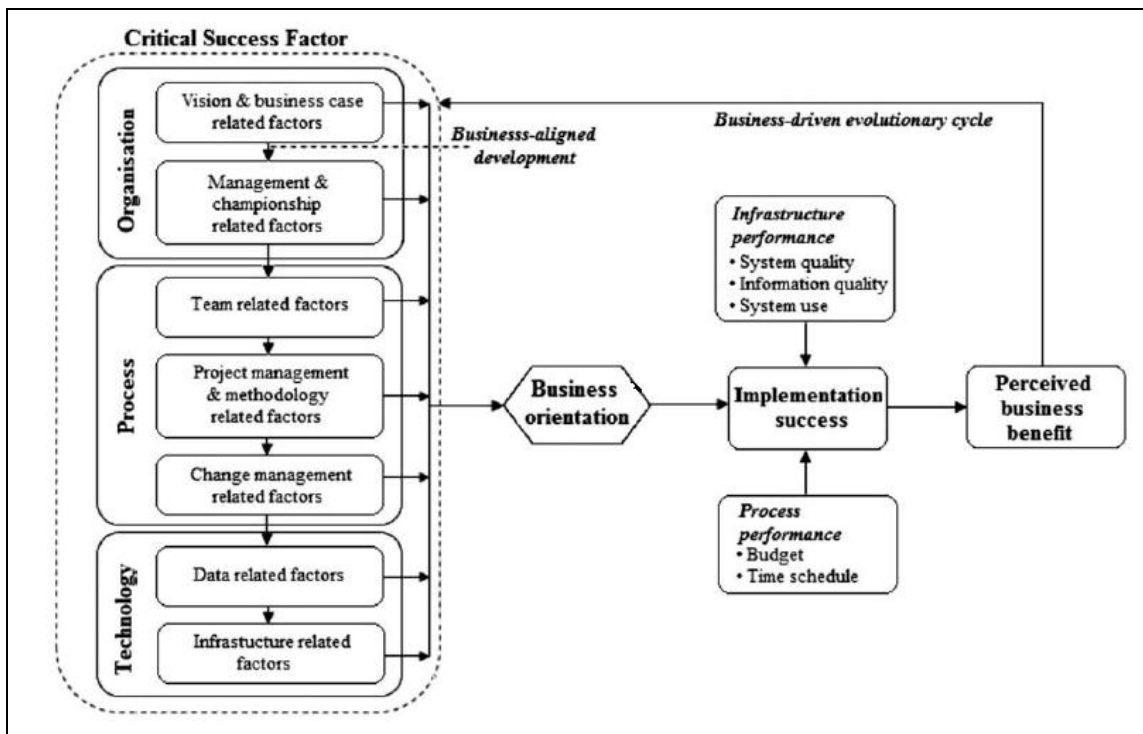 Critical Success Factor
Organisation
Vision & business case
related factors
Businesss-aligned
development
Management &
championship
related factors
Process
Team related factors
Project management
& methodology
related factors
Change management
related factors
Technology
Data related factors
Infrastucture related
factors
Business
orientation
Business-driven evolutionary cycle
Infrastructure
performance
• System quality
• Information quality
• System use
Implementation
success
Process
performance
• Budget
• Time schedule
Perceived
business
benefit